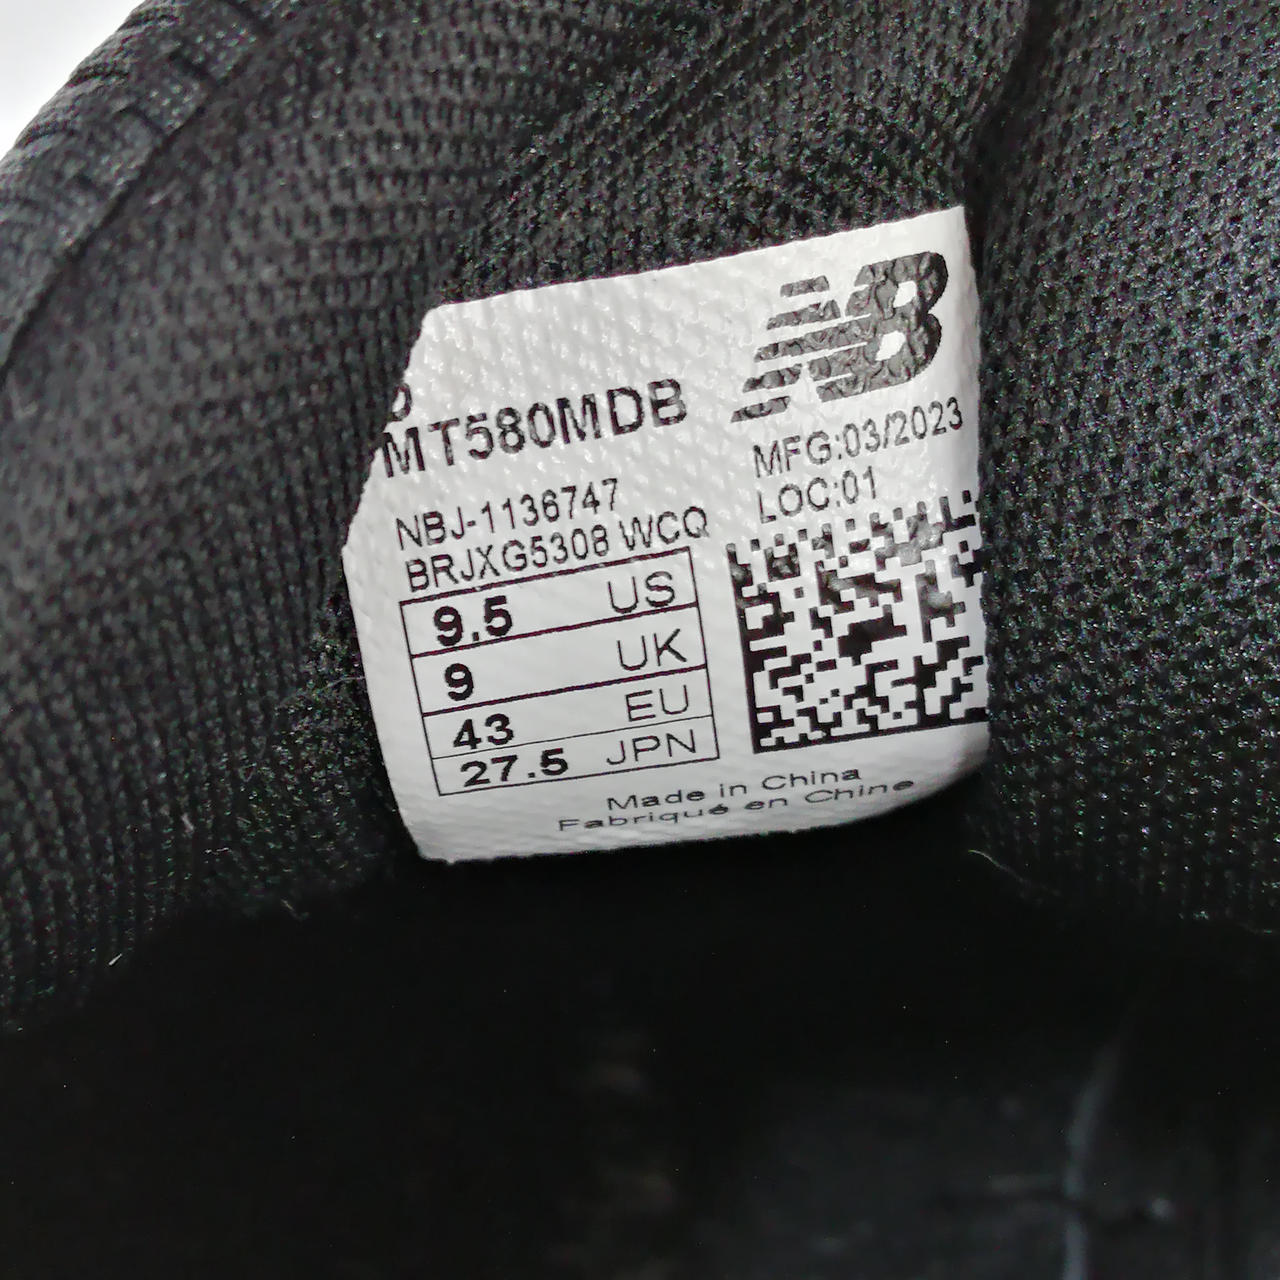 NB
D
MT580MDB
MFG:03/2023
LOC:01
NBJ-1136747
BRJXG5308 WCQ
9.5 US
9 UK
43 EU
27.5 JPN
Made in China
Fabriqué en Chine